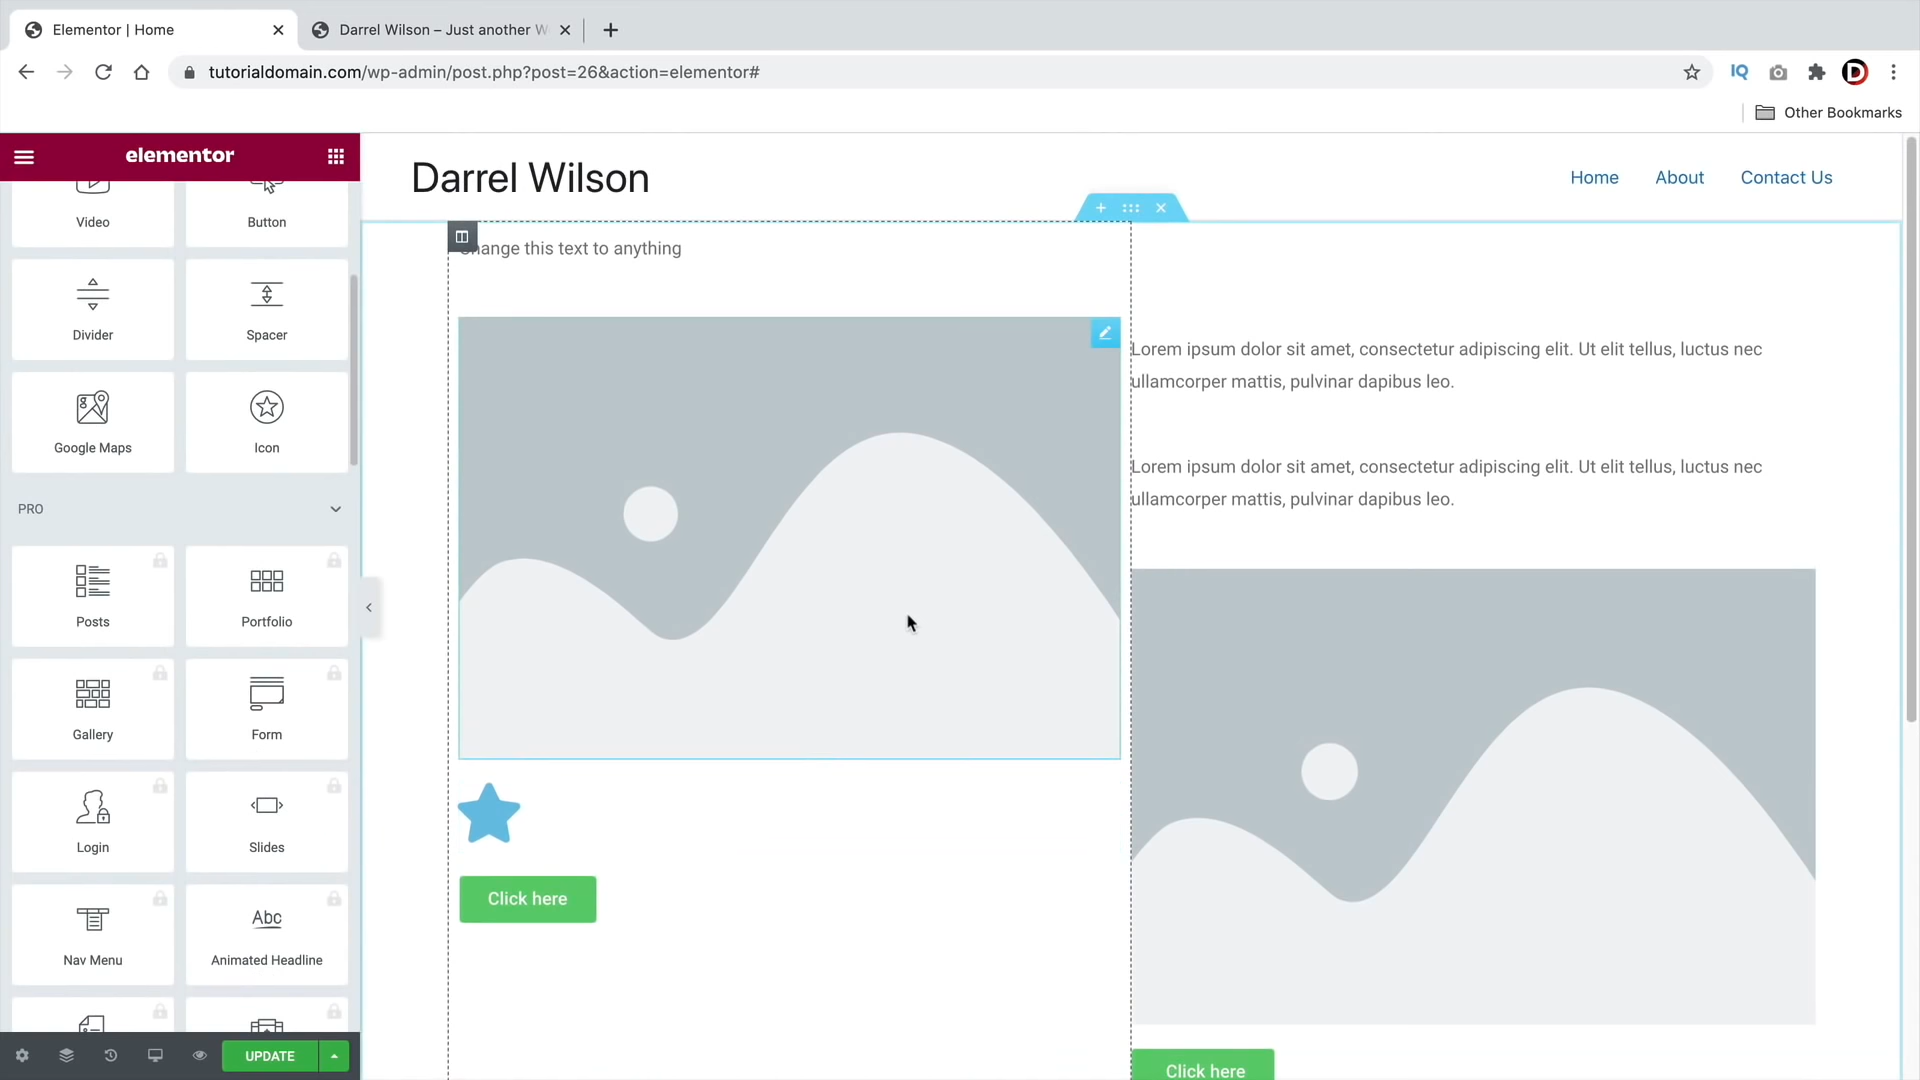 Elementor | Home
Darrel Wilson – Just another W
tutorialdomain.com/wp-admin/post.php?post=26&action=elementor#
IQ
D
Other Bookmarks
elementor
Video
Button
Divider
Spacer
Google Maps
Icon
PRO
Posts
Portfolio
Gallery
Form
Login
Slides
Nav Menu
Abc
Animated Headline
UPDATE
Darrel Wilson
Home
About
Contact Us
hange this text to anything
Click here
Lorem ipsum dolor sit amet, consectetur adipiscing elit. Ut elit tellus, luctus nec
ullamcorper mattis, pulvinar dapibus leo.
Lorem ipsum dolor sit amet, consectetur adipiscing elit. Ut elit tellus, luctus nec
ullamcorper mattis, pulvinar dapibus leo.
Click here